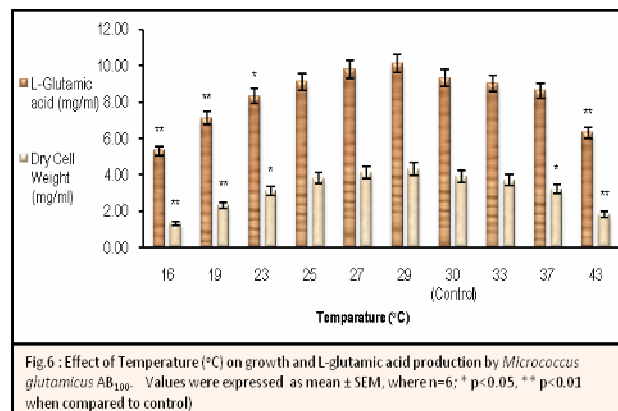 12.00
10.00
8.00
6.00
4.00
2.00
0.00
L-Glutamic
acid (mg/ml)
Dry Cell
Weight
(mg/ml)
** ** * **
** ** * * **
16 19 23 25 27 29 30 33 37 43
(Control)
Temparature (ºC)
Fig.6 : Effect of Temperature (ºC) on growth and L-glutamic acid production by Micrococcus
glutamicus AB100. Values were expressed as mean ± SEM, where n=6; * p<0.05, ** p<0.01
when compared to control)